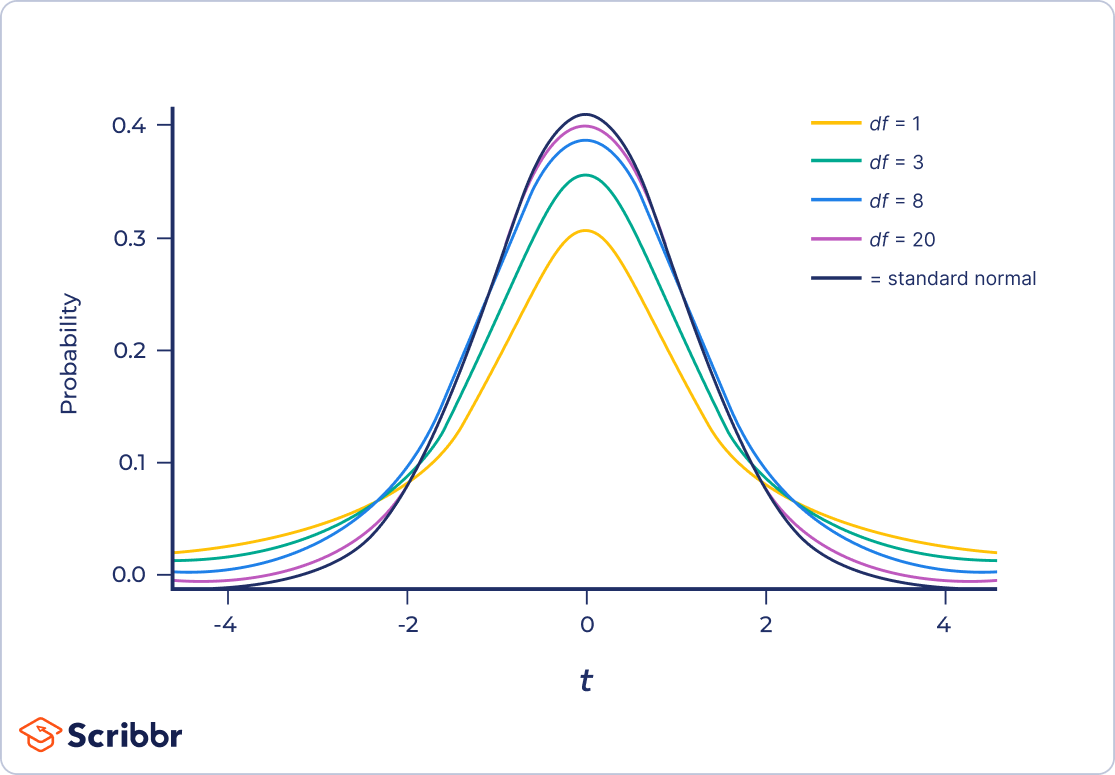 0.4
0.3
0.2
0.1
0.0
Probability
-4
-2
0
2
4
t
df = 1
df = 3
df = 8
df = 20
= standard normal
Scribbr